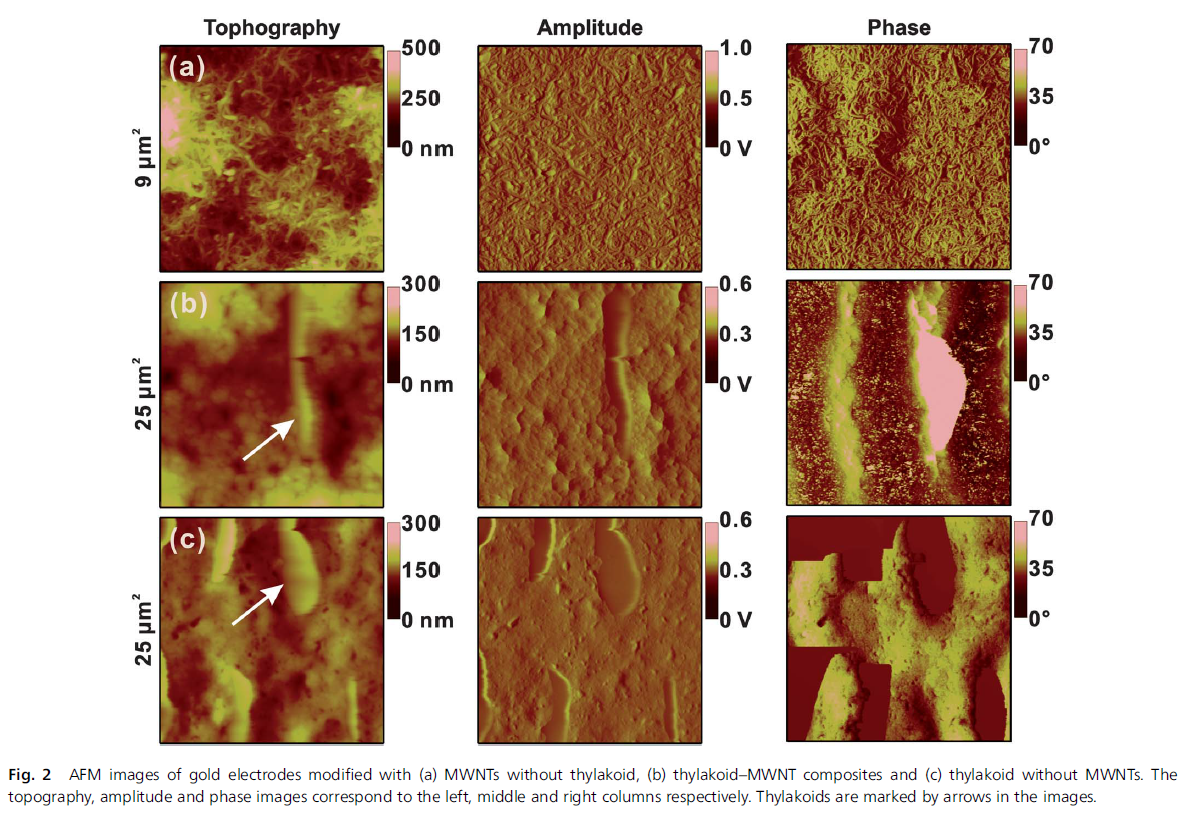 Tophography Amplitude Phase
(a)
9 µm²
500
250
0 nm
1.0
0.5
0 V
70
35
0°
(b)
25 µm²
300
150
0 nm
0.6
0.3
0 V
70
35
0°
(c)
25 µm²
300
150
0 nm
0.6
0.3
0 V
70
35
0°
Fig. 2 AFM images of gold electrodes modified with (a) MWNTs without thylakoid, (b) thylakoid–MWNT composites and (c) thylakoid without MWNTs. The
topography, amplitude and phase images correspond to the left, middle and right columns respectively. Thylakoids are marked by arrows in the images.